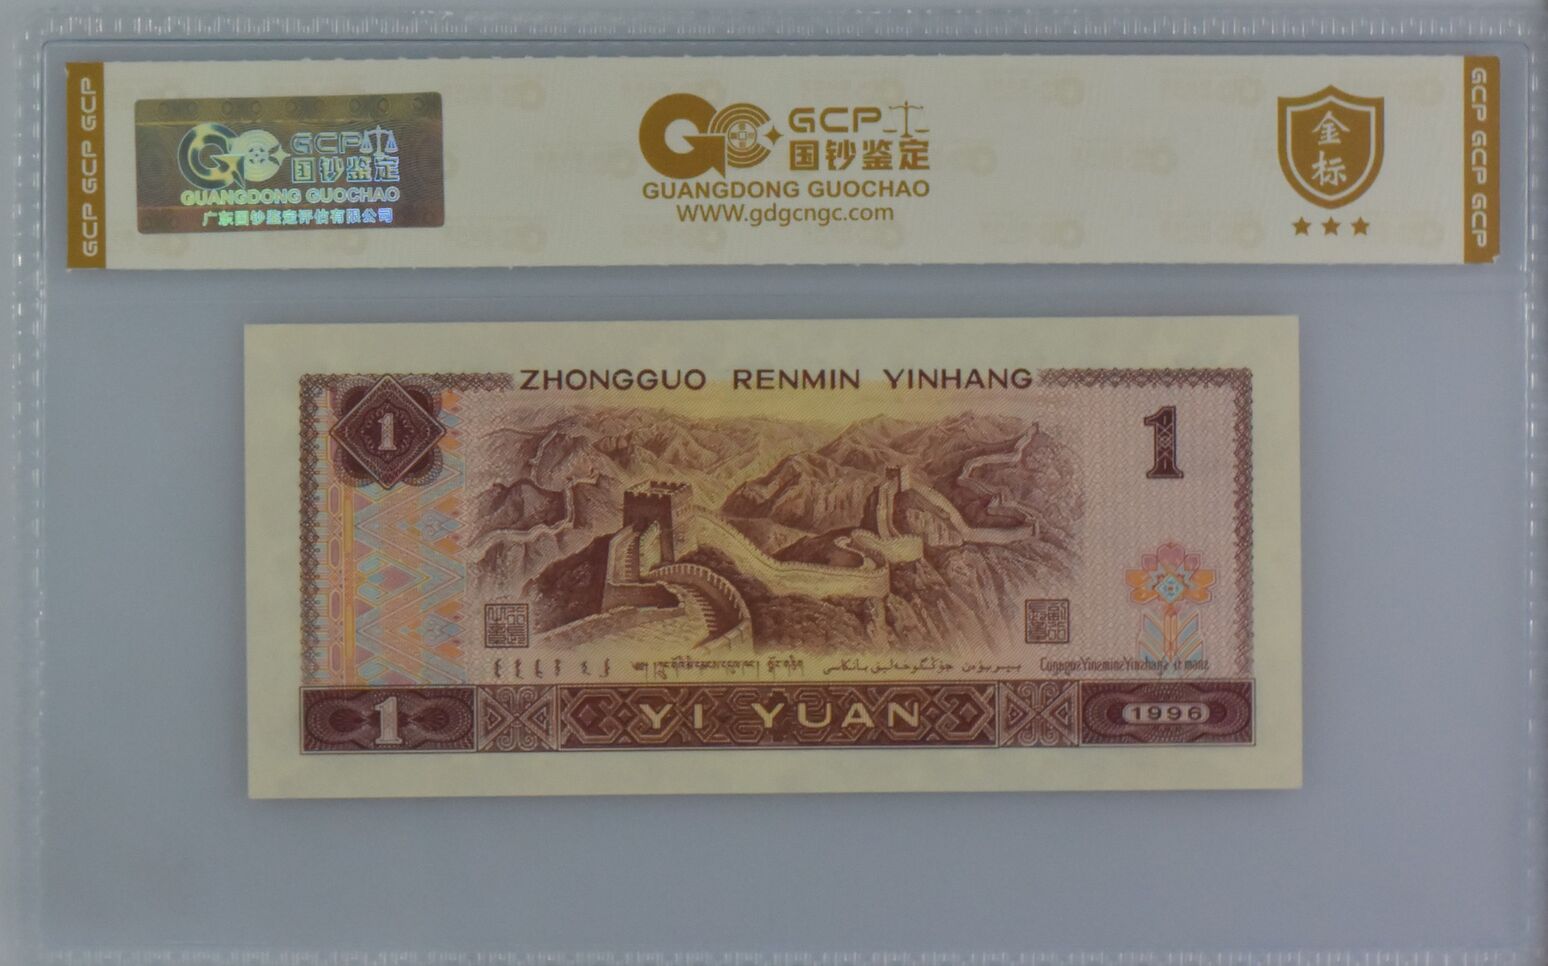 GCP GCP GCP
GCP
国钞鉴定
GUANGDONG GUOCHAO
广东国钞鉴定评估有限公司
GCP
国钞鉴定
GUANGDONG GUOCHAO
WWW.gdgcngc.com
金标
GCP GCP GCP
ZHONGGUO RENMIN YINHANG
1
1
1
YI YUAN
1996